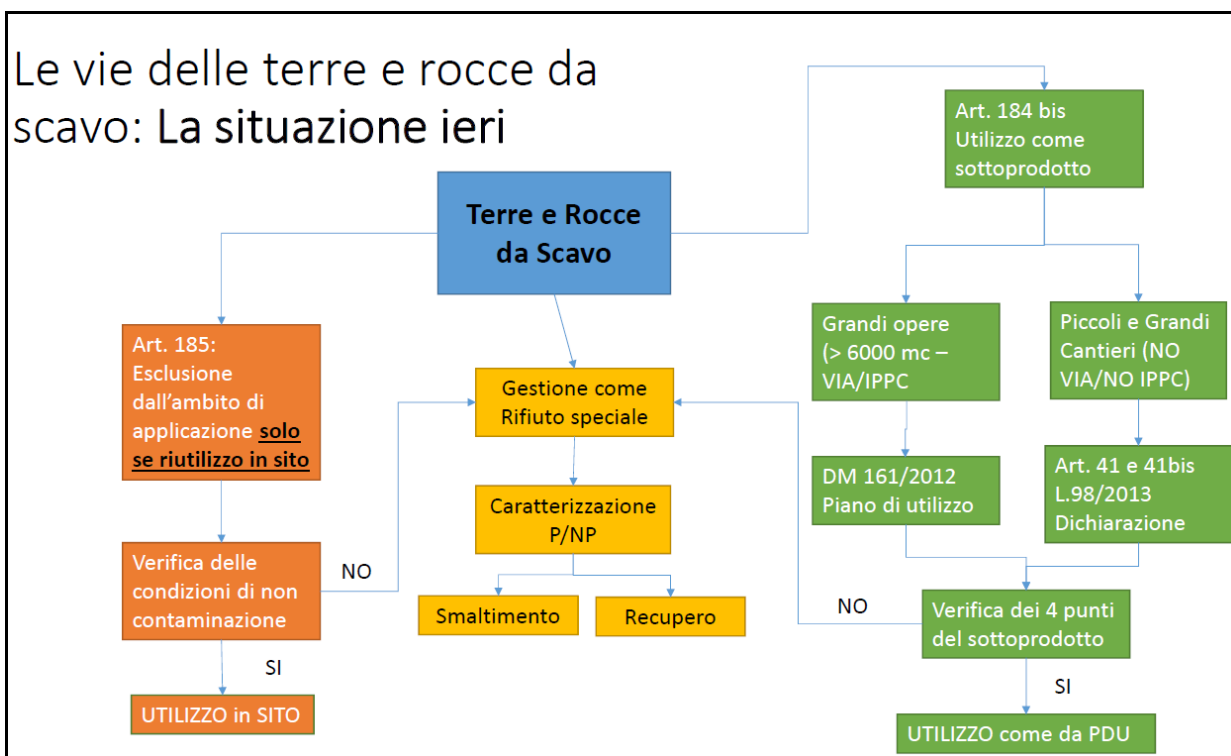 Le vie delle terre e rocce da
scavo: La situazione ieri
Terre e Rocce
da Scavo
Art. 185:
Esclusione
dall'ambito di
applicazione solo
se riutilizzo in sito
Verifica delle
condizioni di non
contaminazione
NO
SI
UTILIZZO in SITO
Gestione come
Rifiuto speciale
Caratterizzazione
P/NP
Smaltimento
Recupero
Art. 184 bis
Utilizzo come
sottoprodotto
Grandi opere
(> 6000 mc –
VIA/IPPC
Piccoli e Grandi
Cantieri (NO
VIA/NO IPPC)
DM 161/2012
Piano di utilizzo
Art. 41 e 41bis
L.98/2013
Dichiarazione
NO
Verifica dei 4 punti
del sottoprodotto
SI
UTILIZZO come da PDU